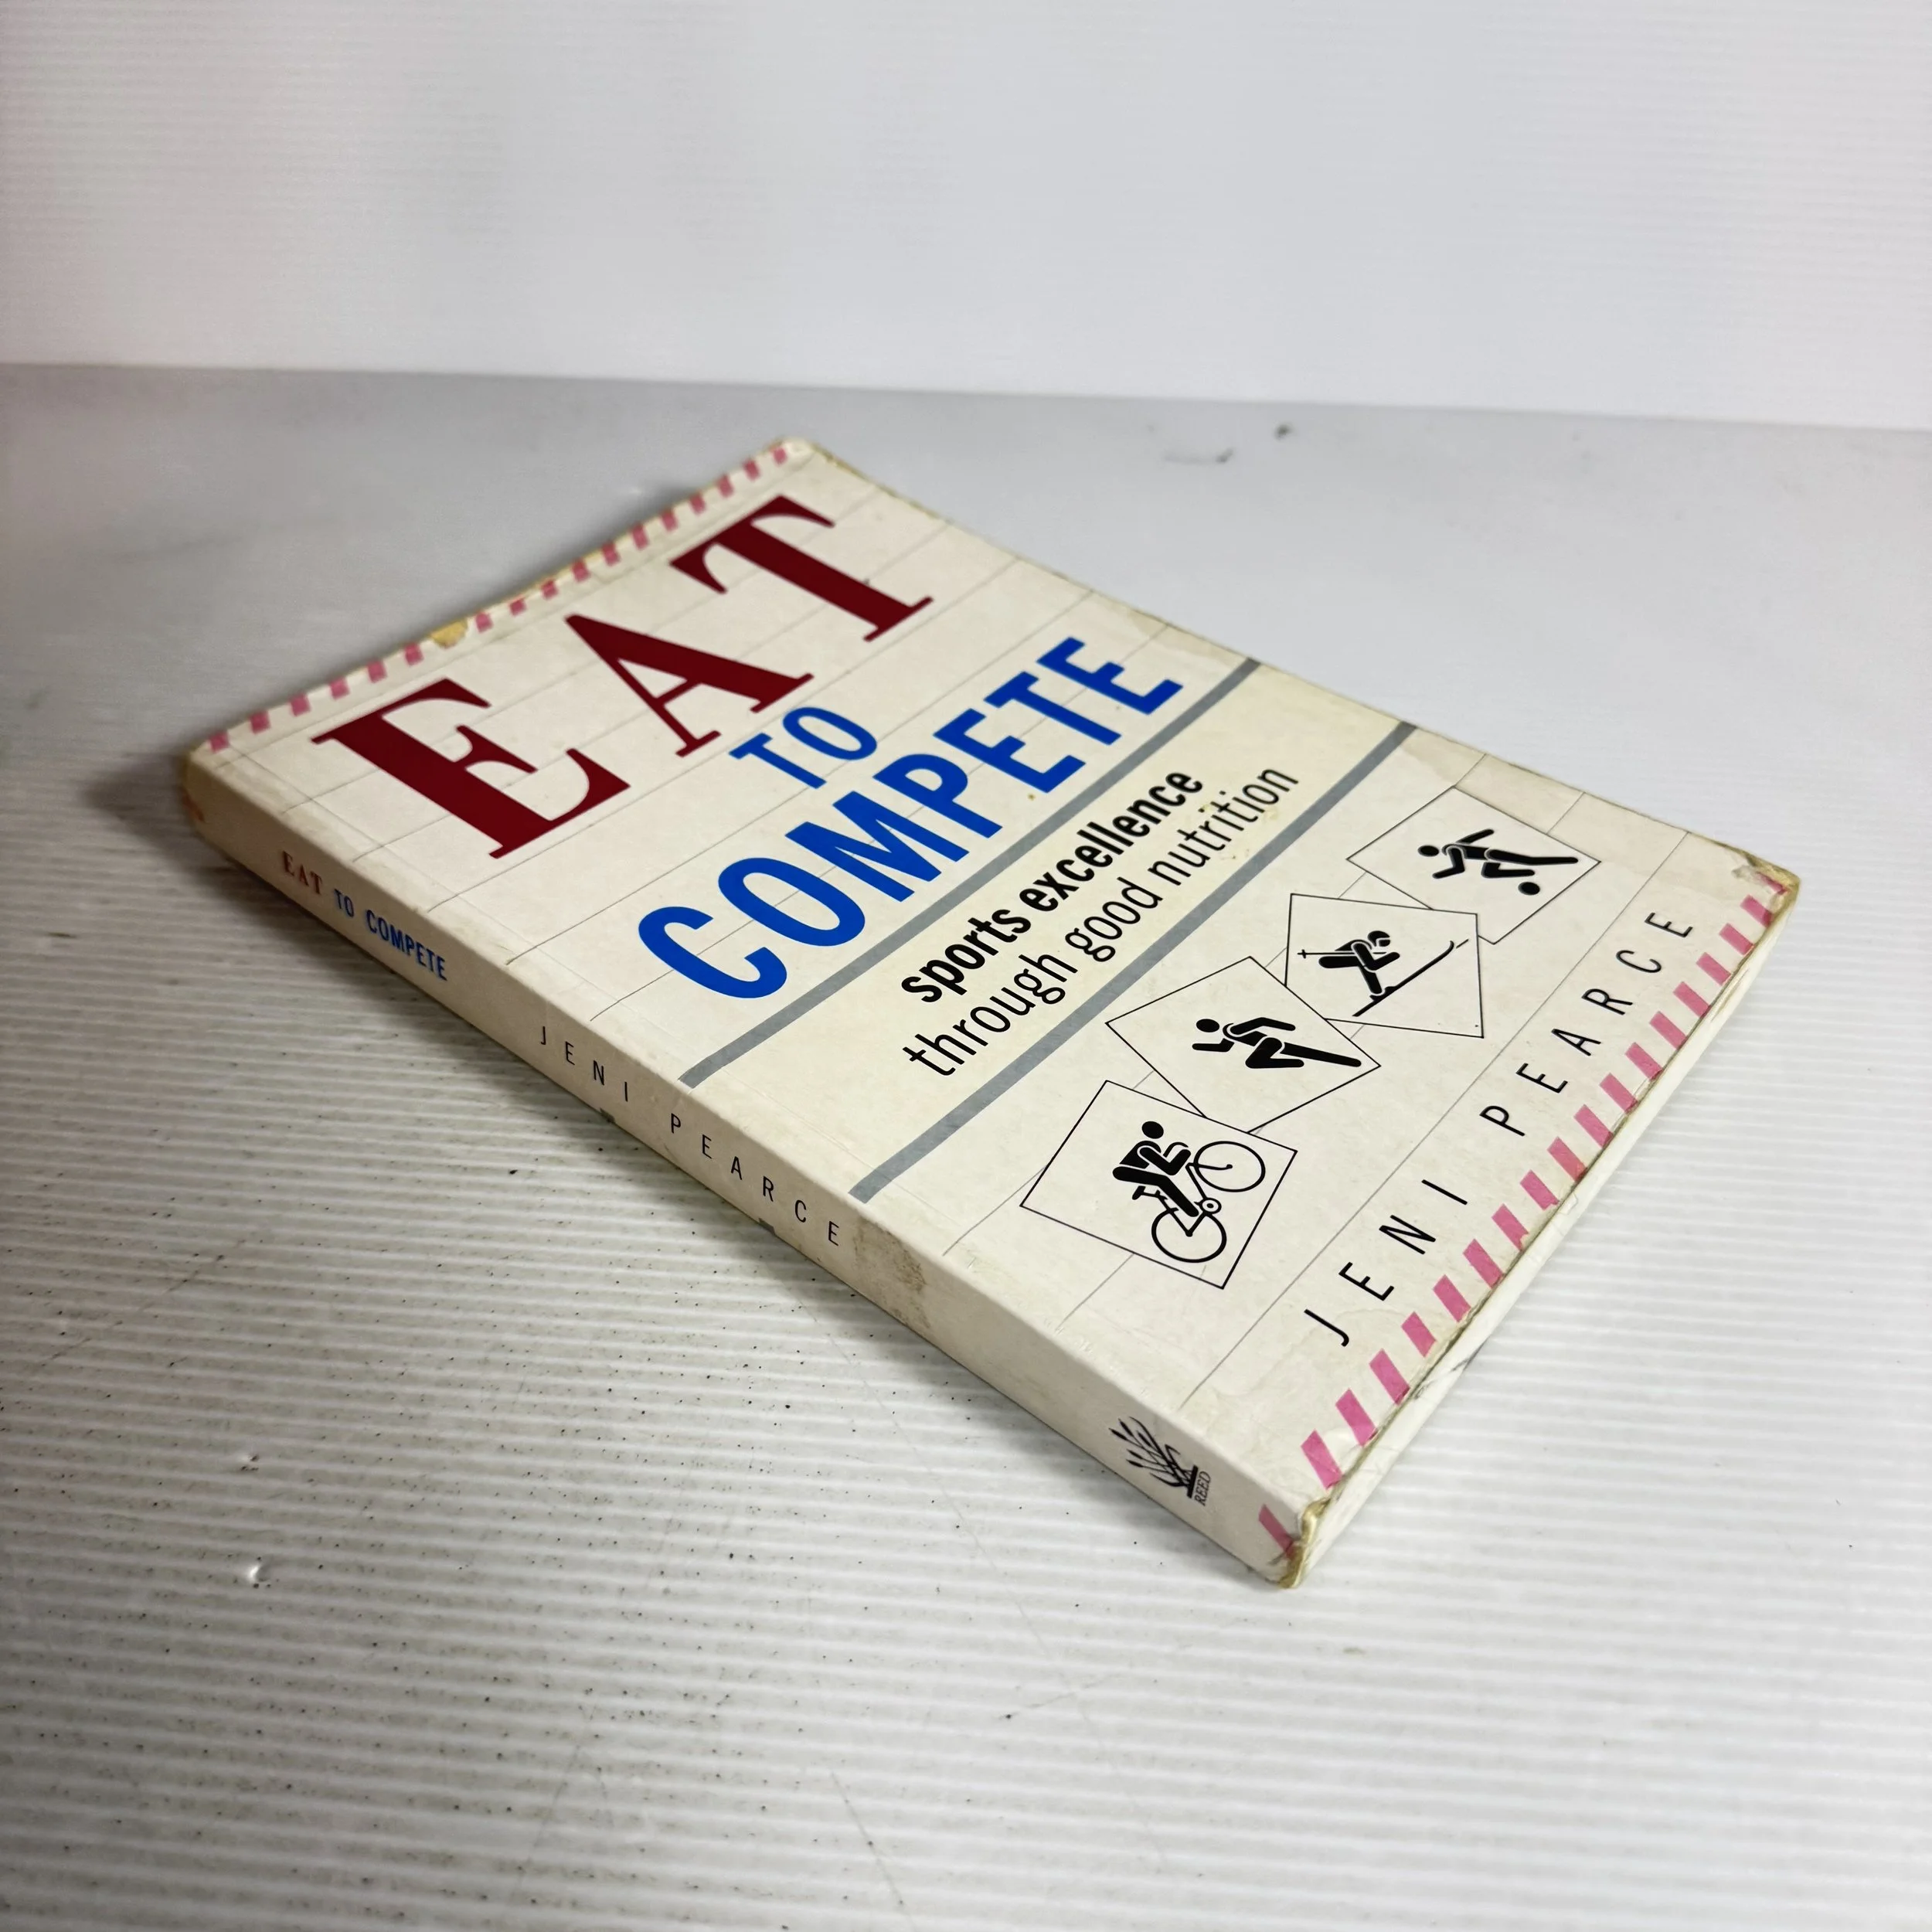 EAT
TO
COMPETE
sports excellence
through good nutrition
JENI PEARCE
EAT TO COMPETE
JENI PEARCE
REED